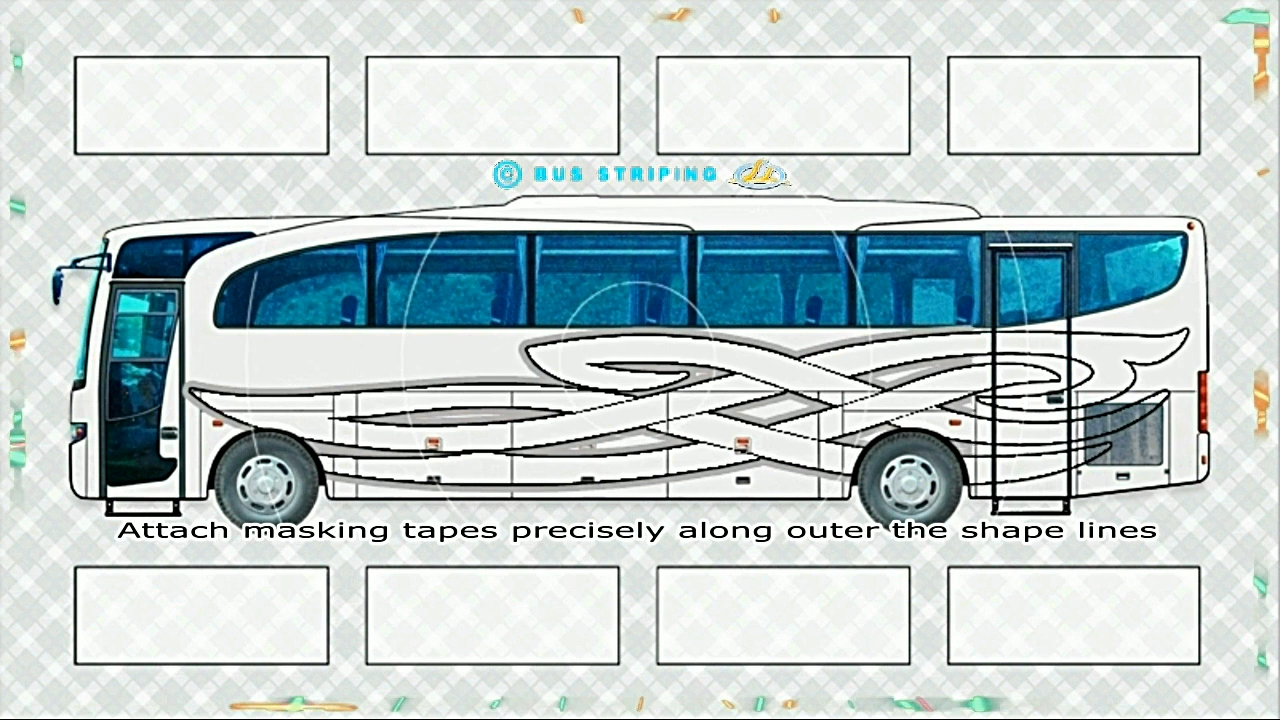 @ BUS STRIPING
Attach masking tapes precisely along outer the shape lines